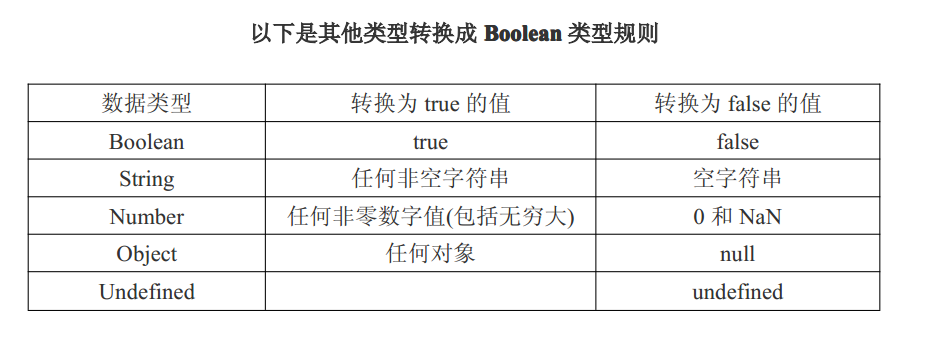 以下是其他类型转换成 Boolean 类型规则
数据类型 转换为 true 的值 转换为 false 的值
Boolean true false
String 任何非空字符串 空字符串
Number 任何非零数字值(包括无穷大) 0 和 NaN
Object 任何对象 null
Undefined undefined